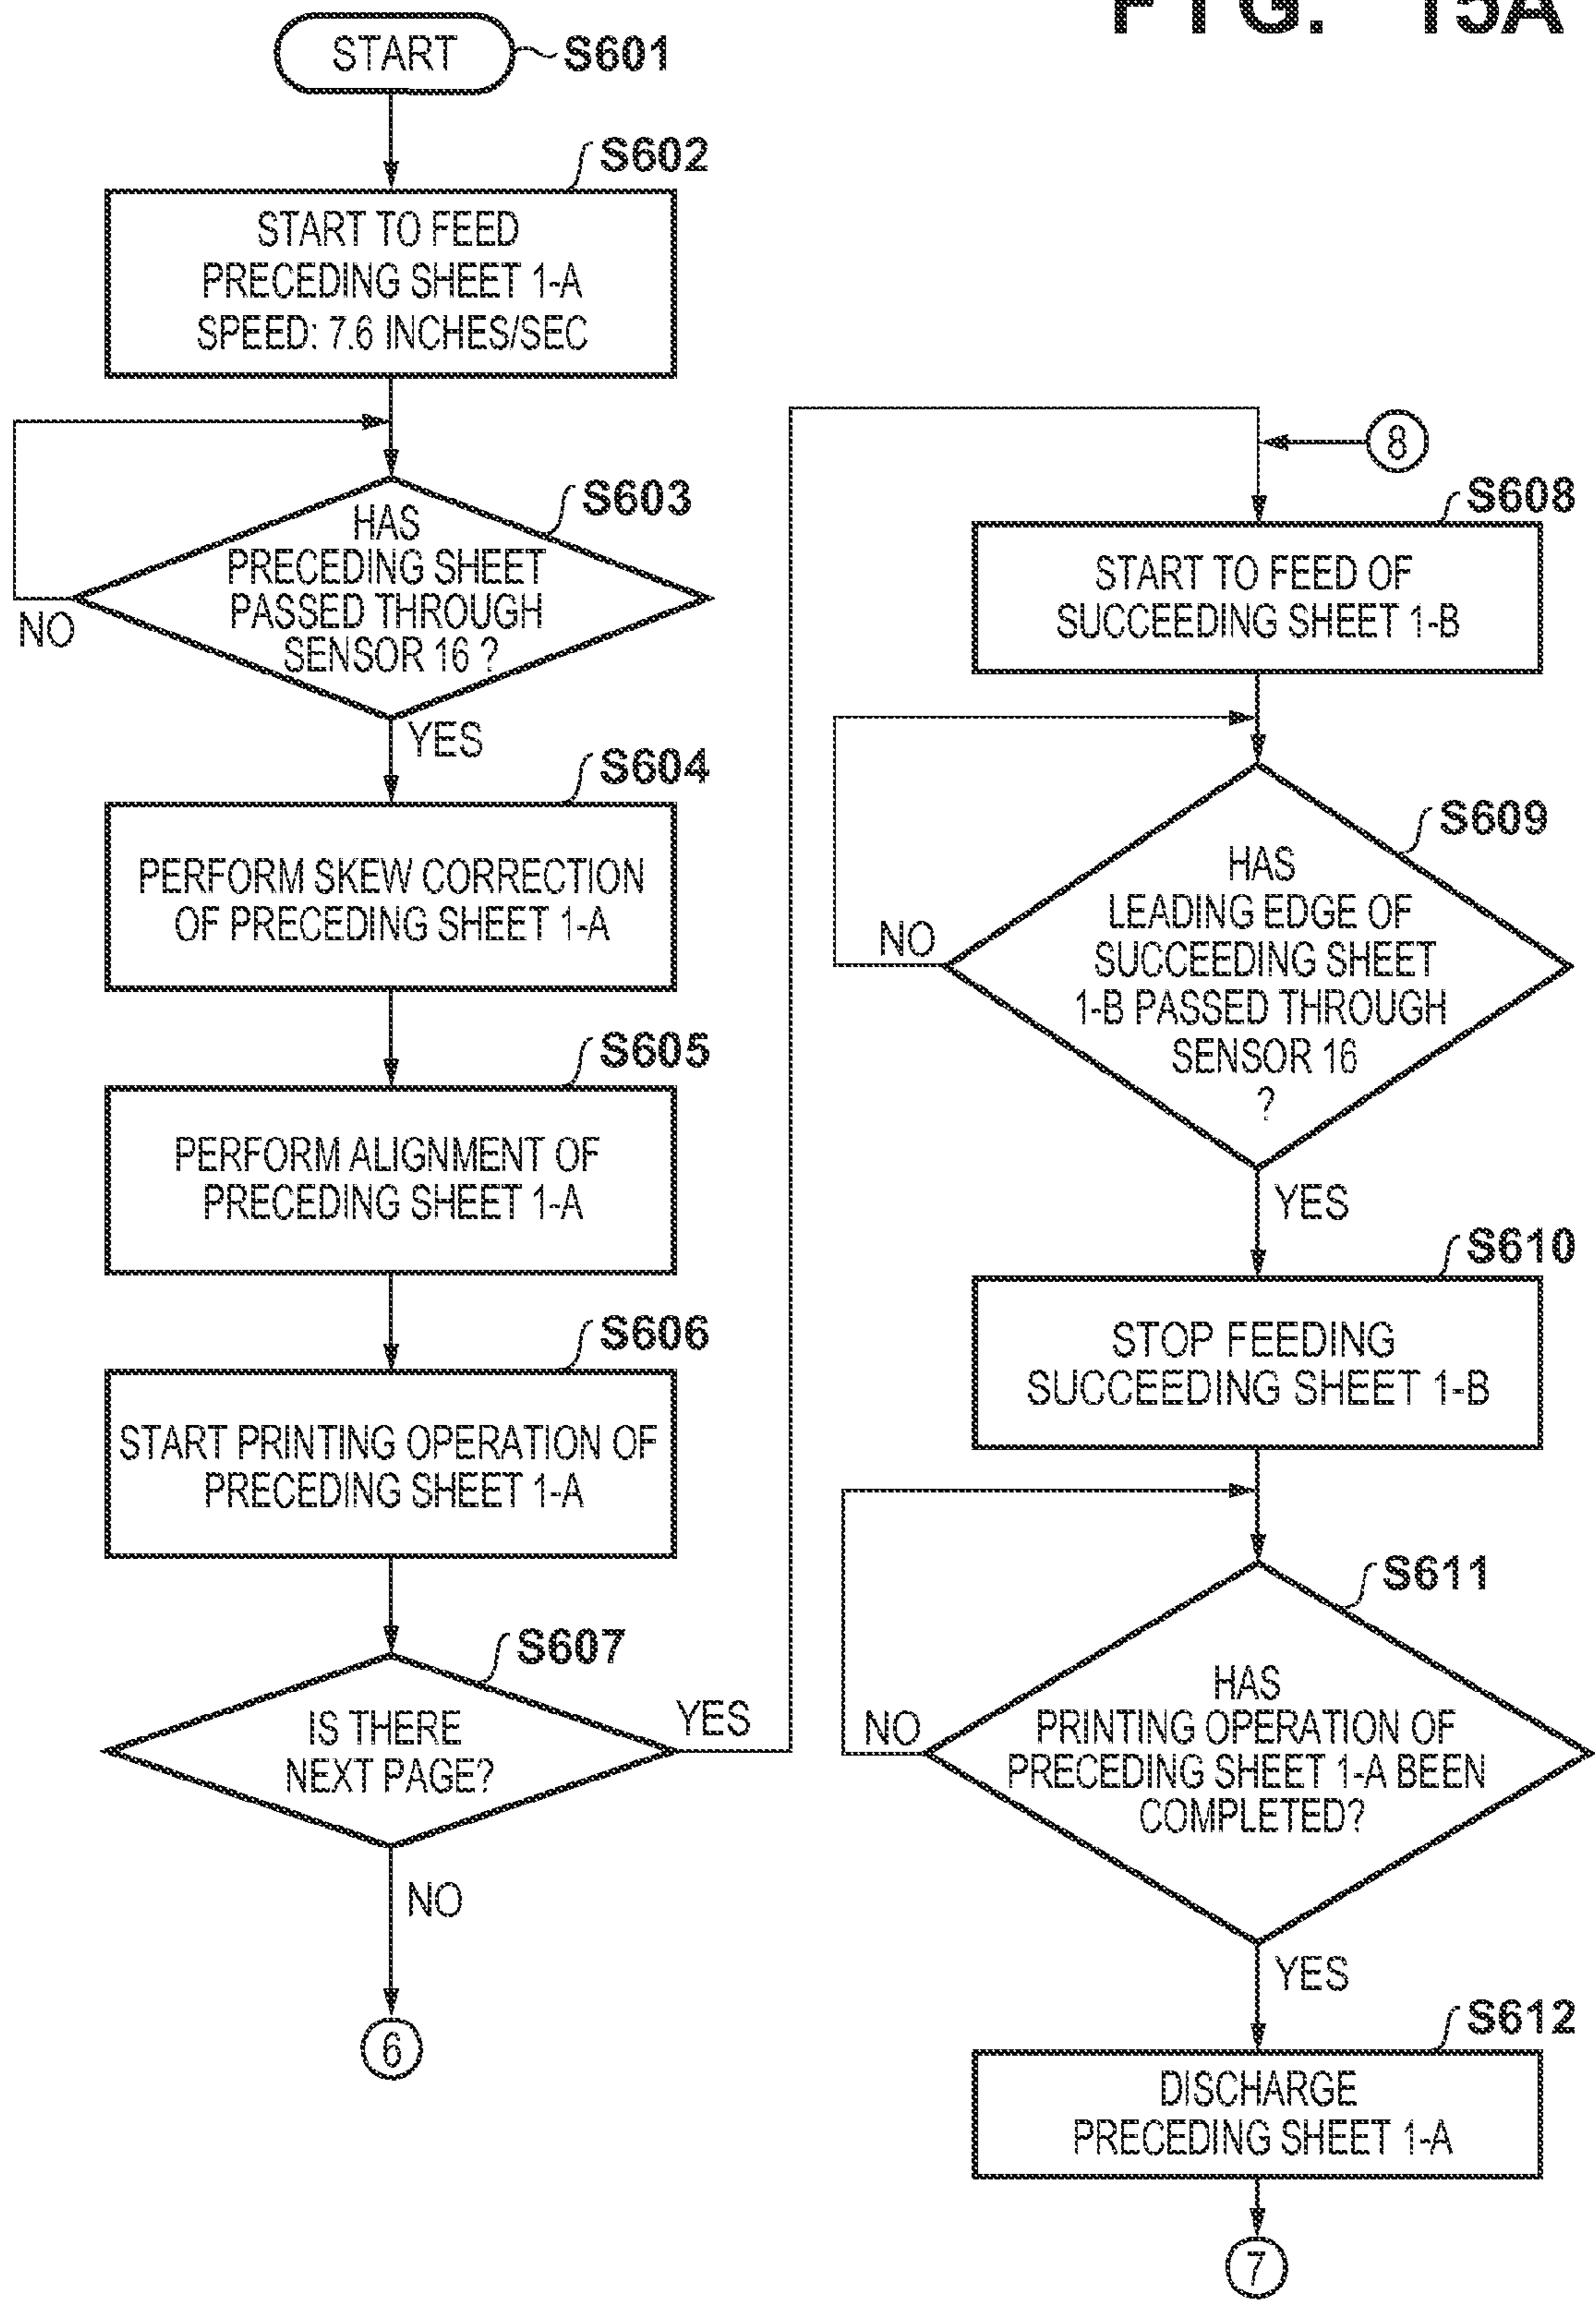 FIG. 15A
START
S601
S602
START TO FEED
PRECEDING SHEET 1-A
SPEED: 7.6 INCHES/SEC
S603
HAS
PRECEDING SHEET
PASSED THROUGH
SENSOR 16 ?
NO
YES
S604
PERFORM SKEW CORRECTION
OF PRECEDING SHEET 1-A
S605
PERFORM ALIGNMENT OF
PRECEDING SHEET 1-A
S606
START PRINTING OPERATION OF
PRECEDING SHEET 1-A
S607
IS THERE
NEXT PAGE?
YES
NO
6
8
S608
START TO FEED OF
SUCCEEDING SHEET 1-B
S609
HAS
LEADING EDGE OF
SUCCEEDING SHEET
1-B PASSED THROUGH
SENSOR 16
?
NO
YES
S610
STOP FEEDING
SUCCEEDING SHEET 1-B
S611
HAS
PRINTING OPERATION OF
PRECEDING SHEET 1-A BEEN
COMPLETED?
NO
YES
S612
DISCHARGE
PRECEDING SHEET 1-A
7